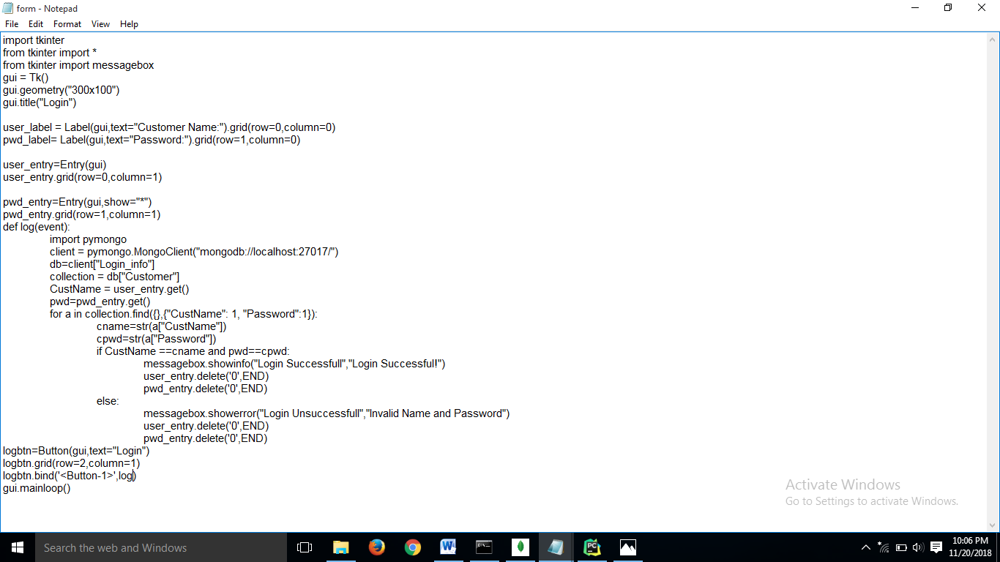 form - Notepad
File Edit Format View Help
import tkinter
from tkinter import *
from tkinter import messagebox
gui = Tk()
gui.geometry("300x100")
gui.title("Login")
user_label = Label(gui,text="Customer Name:").grid(row=0,column=0)
pwd_label= Label(gui,text="Password:").grid(row=1,column=0)
user_entry=Entry(gui)
user_entry.grid(row=0,column=1)
pwd_entry=Entry(gui,show="*")
pwd_entry.grid(row=1,column=1)
def log(event):
	import pymongo
	client = pymongo.MongoClient("mongodb://localhost:27017/")
	db=client["Login_info"]
	collection = db["Customer"]
	CustName = user_entry.get()
	pwd=pwd_entry.get()
	for a in collection.find({},{"CustName": 1, "Password":1}):
		cname=str(a["CustName"])
		cpwd=str(a["Password"])
		if CustName ==cname and pwd==cpwd:
			messagebox.showinfo("Login Successfull","Login Successful!")
			user_entry.delete('0',END)
			pwd_entry.delete('0',END)
		else:
			messagebox.showerror("Login Unsuccessfull","Invalid Name and Password")
			user_entry.delete('0',END)
			pwd_entry.delete('0',END)
logbtn=Button(gui,text="Login")
logbtn.grid(row=2,column=1)
logbtn.bind('<Button-1>',log)
gui.mainloop()
Activate Windows
Go to Settings to activate Windows.
Search the web and Windows
10:06 PM
11/20/2018